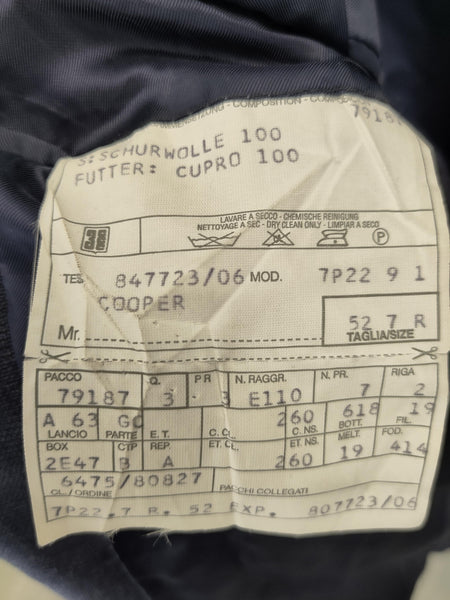 COMPOSITION
79187
S: SCHURWOLLE 100
FUTTER: CUPRO 100
LAVARE A SECCO - CHEMISCHE REINIGUNG
NETTOYAGE A SEC - DRY CLEAN ONLY - LIMPIAR A SECO
P
TES 847723/06 MOD. 7P22 9 1
COOPER
52 7 R
Mr. TAGLIA/SIZE
PACCO Q. PR N. RAGGR. N. PR. RIGA
79187 3 3 E110 7 2
A 63 GC 260 618 19
LANCIO PARTE E.T. C. C. C. NS. BOTT. FIL.
BOX CTP REP. ET. C. ET. NS. MELT. FOD.
2E47 B A 260 19 414
6475/80827
CL./ORDINE PACCHI COLLEGATI
7P22.7 R. 52 EXP. 807723/06